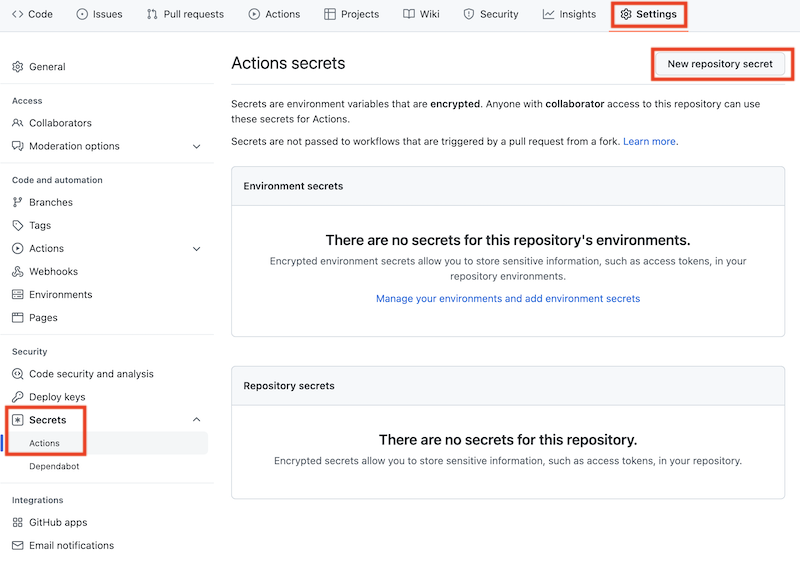 Code Issues Pull requests Actions Projects Wiki Security Insights Settings
General
Access
Collaborators
Moderation options
Code and automation
Branches
Tags
Actions
Webhooks
Environments
Pages
Security
Code security and analysis
Deploy keys
Secrets
Actions
Dependabot
Integrations
GitHub apps
Email notifications
Actions secrets
New repository secret
Secrets are environment variables that are encrypted. Anyone with collaborator access to this repository can use
these secrets for Actions.
Secrets are not passed to workflows that are triggered by a pull request from a fork. Learn more.
Environment secrets
There are no secrets for this repository's environments.
Encrypted environment secrets allow you to store sensitive information, such as access tokens, in your
repository environments.
Manage your environments and add environment secrets
Repository secrets
There are no secrets for this repository.
Encrypted secrets allow you to store sensitive information, such as access tokens, in your repository.